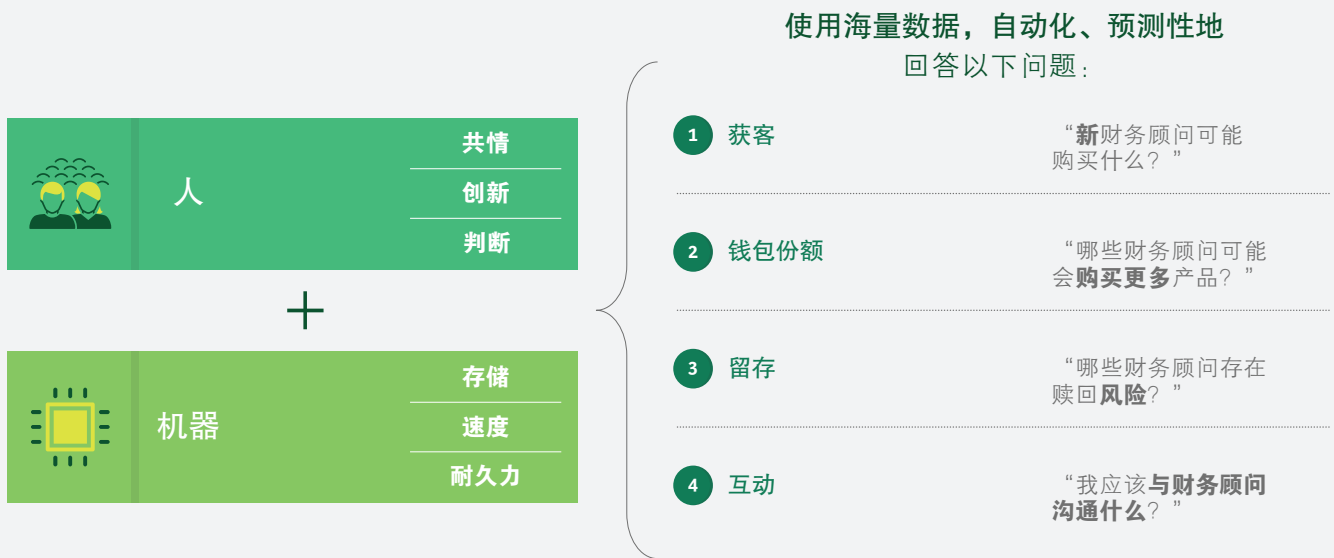 使用海量数据，自动化、预测性地
回答以下问题：
人
共情
创新
判断
+
机器
存储
速度
耐久力
1 获客
“新财务顾问可能
购买什么？”
2 钱包份额
“哪些财务顾问可能
会购买更多产品？”
3 留存
“哪些财务顾问存在
赎回风险？”
4 互动
“我应该与财务顾问
沟通什么？”